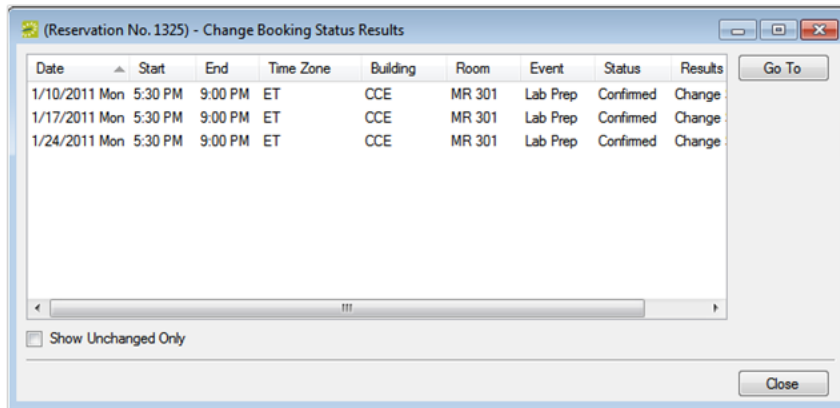 (Reservation No. 1325) - Change Booking Status Results
Date Start End Time Zone Building Room Event Status Results Go To
1/10/2011 Mon 5:30 PM 9:00 PM ET CCE MR 301 Lab Prep Confirmed Change
1/17/2011 Mon 5:30 PM 9:00 PM ET CCE MR 301 Lab Prep Confirmed Change
1/24/2011 Mon 5:30 PM 9:00 PM ET CCE MR 301 Lab Prep Confirmed Change
Show Unchanged Only
Close